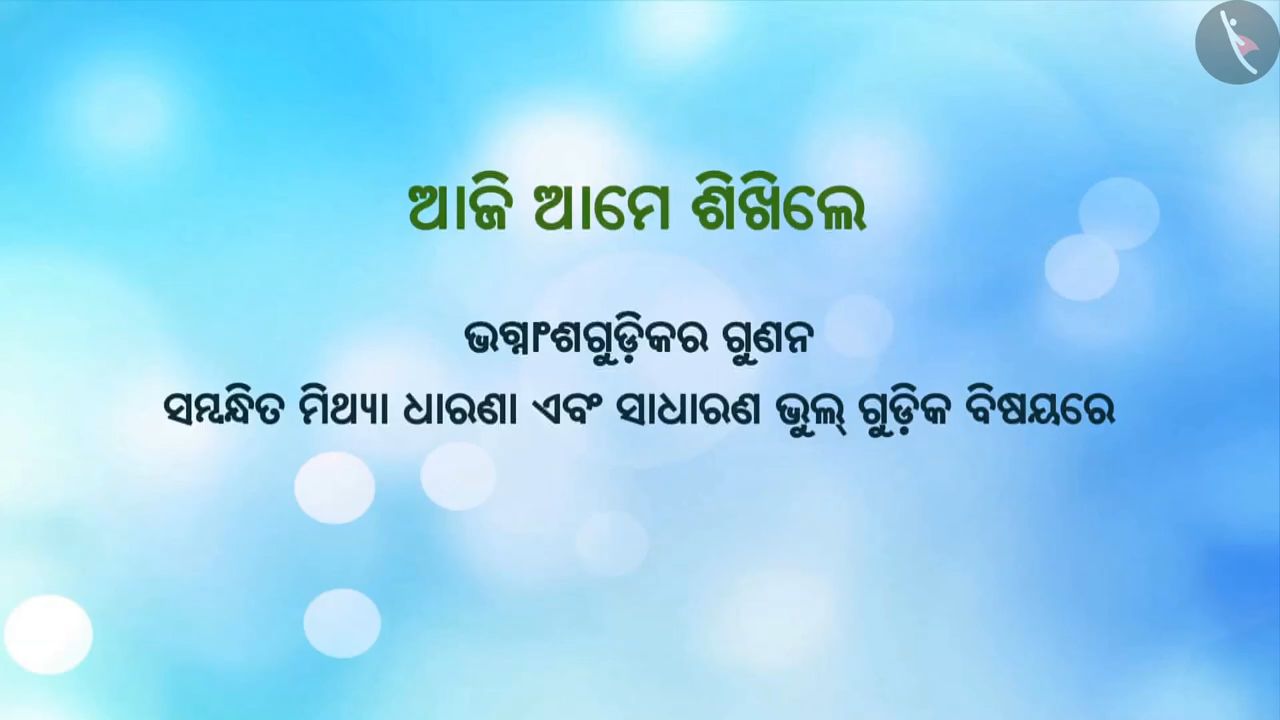 ଆଜି ଆମେ ଶିଖିଲେ
ଭଗ୍ନାଂଶଗୁଡ଼ିକର ଗୁଣନ
ସମ୍ବନ୍ଧିତ ମିଥ୍ୟା ଧାରଣା ଏବଂ ସାଧାରଣ ଭୁଲ୍ ଗୁଡ଼ିକ ବିଷୟରେ